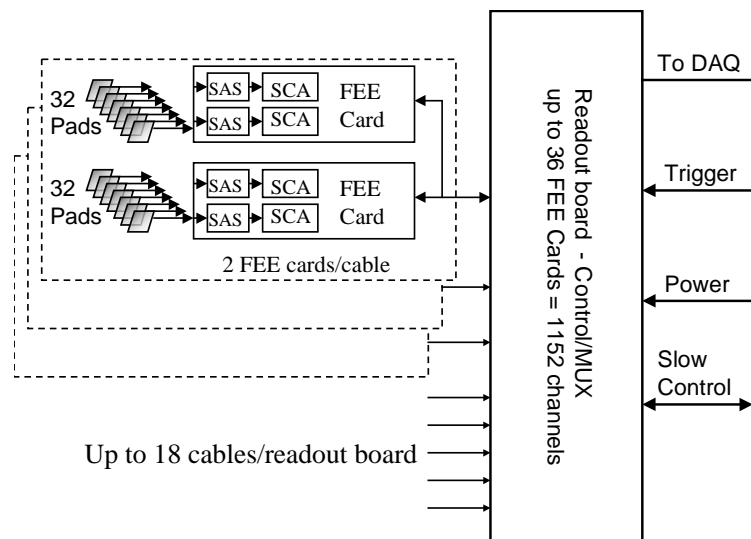 32
Pads
SAS
SCA
SAS
SCA
FEE
Card
32
Pads
SAS
SCA
SAS
SCA
FEE
Card
2 FEE cards/cable
Up to 18 cables/readout board
Readout board - Control/MUX
up to 36 FEE Cards = 1152 channels
To DAQ
Trigger
Power
Slow
Control